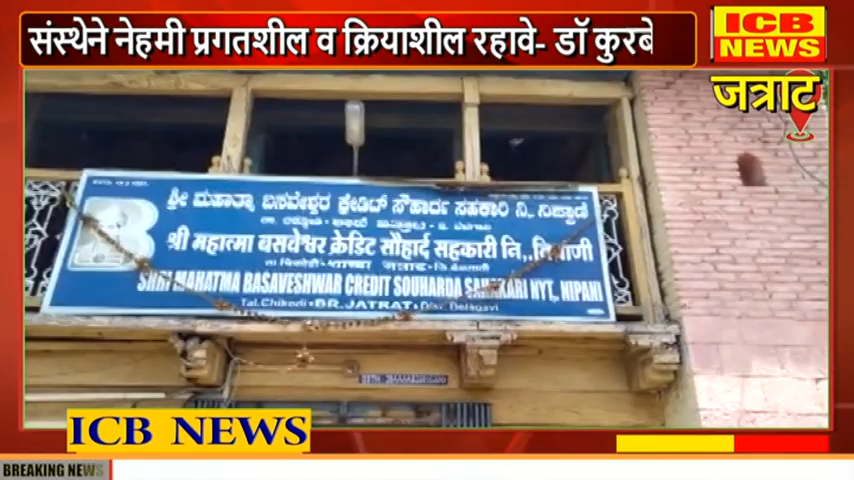 संस्थेने नेहमी प्रगतशील व क्रियाशील रहावे- डॉ कुरबे
ICB
NEWS
जत्राट
ಶ್ರೀ ಮಹಾತ್ಮಾ ಬಸವೇಶ್ವರ ಕ್ರೇಡಿಟ್ ಸೌಹಾರ್ದ ಸಹಕಾರಿ ನಿ., ನಿಪ್ಪಾಣಿ
श्री महात्मा बसवेश्वर क्रेडिट सौहार्द सहकारी नि.,
SHRI MAHATMA BASAVESHWAR CREDIT SOUHARDA SAHAKARI NYT., NIPANI
Tal.Chikodi BR.JATRAT Dist. Belagavi
ICB NEWS
BREAKING NEWS